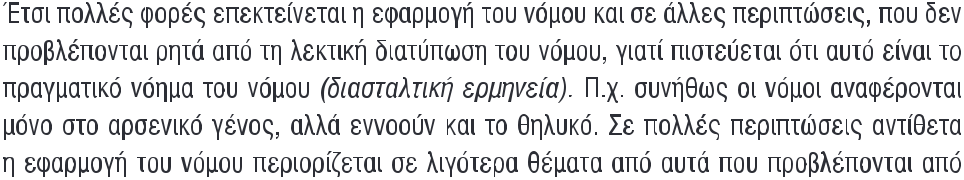 Έτσι πολλές φορές επεκτείνεται η εφαρμογή του νόμου και σε άλλες περιπτώσεις, που δεν
προβλέπονται ρητά από τη λεκτική διατύπωση του νόμου, γιατί πιστεύεται ότι αυτό είναι το
πραγματικό νόημα του νόμου (διασταλτική ερμηνεία). Π.χ. συνήθως οι νόμοι αναφέρονται
μόνο στο αρσενικό γένος, αλλά εννοούν και το θηλυκό. Σε πολλές περιπτώσεις αντίθετα
η εφαρμογή του νόμου περιορίζεται σε λιγότερα θέματα από αυτά που προβλέπονται από